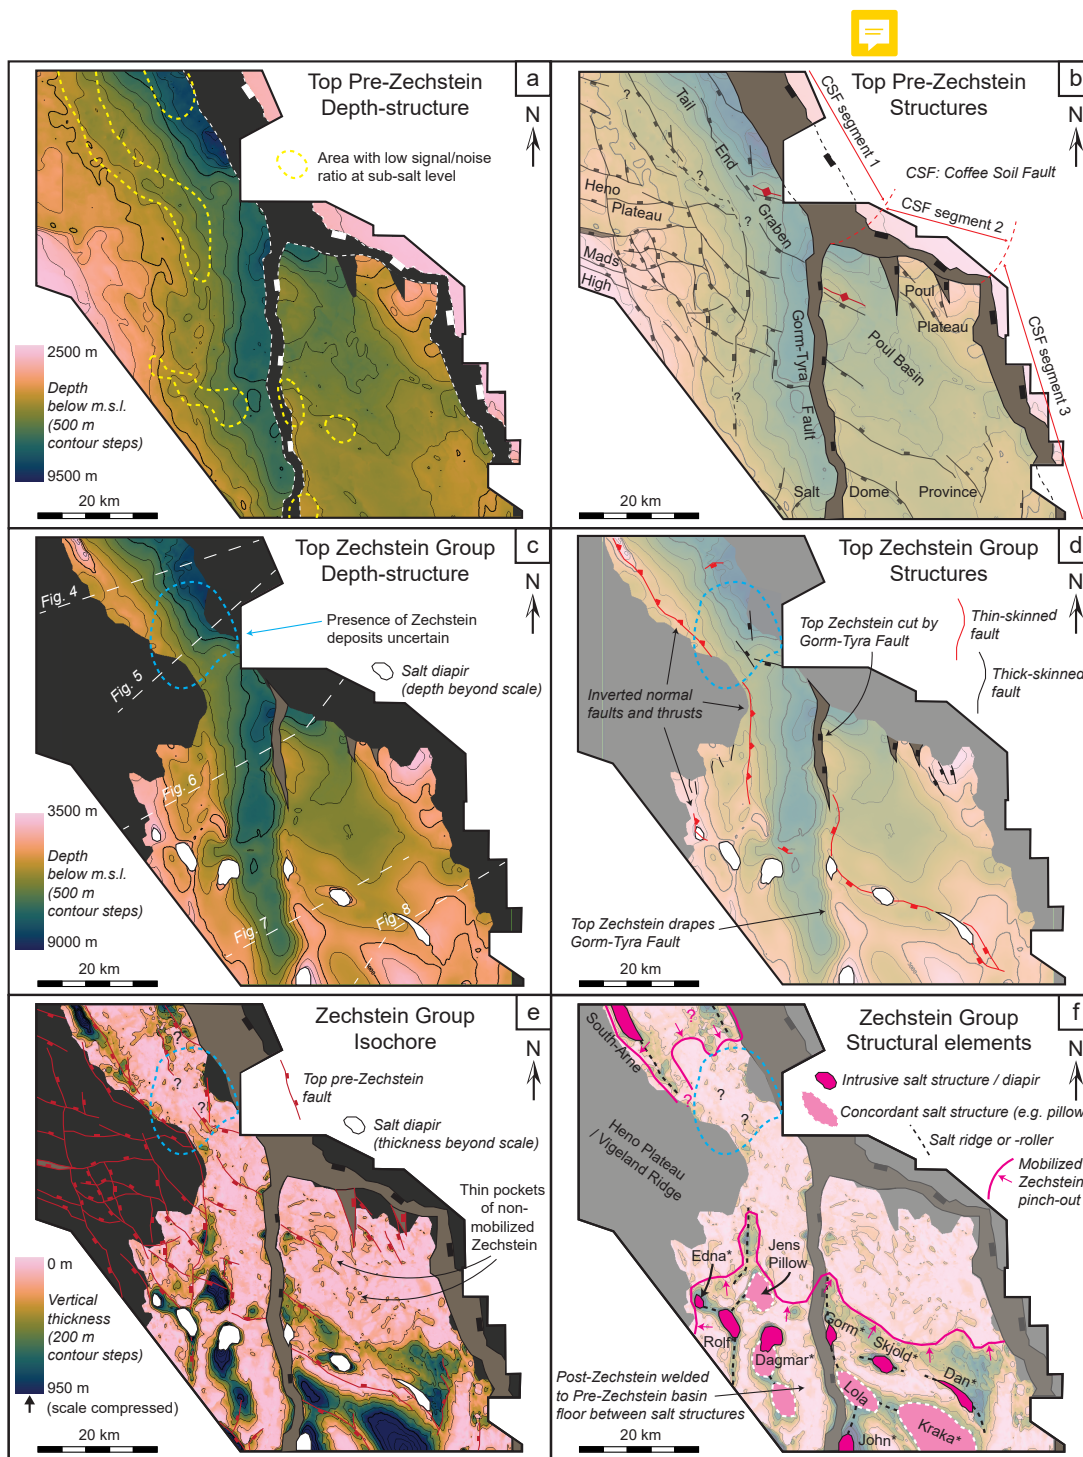 Top Pre-Zechstein
Depth-structure
a
N
Area with low signal/noise
ratio at sub-salt level
2500 m
Depth
below m.s.l.
(500 m
contour steps)
9500 m
20 km
Top Pre-Zechstein
Structures
b
N
CSF segment 1
CSF: Coffee Soil Fault
CSF segment 2
CSF segment 3
Tail
End
Graben
?
?
?
Heno
Plateau
Mads
High
Gorm-Tyra
Fault
Poul
Plateau
Poul Basin
Salt
Dome
Province
20 km
Top Zechstein Group
Depth-structure
c
N
Fig. 4
Fig. 5
Fig. 6
Fig. 7
Fig. 8
Presence of Zechstein
deposits uncertain
Salt diapir
(depth beyond scale)
3500 m
Depth
below m.s.l.
(500 m
contour steps)
9000 m
20 km
Top Zechstein Group
Structures
d
N
Top Zechstein cut by
Gorm-Tyra Fault
Thin-skinned
fault
Thick-skinned
fault
Inverted normal
faults and thrusts
Top Zechstein drapes
Gorm-Tyra Fault
20 km
Zechstein Group
Isochore
e
N
?
?
Top pre-Zechstein
fault
Salt diapir
(thickness beyond scale)
Thin pockets
of non-
mobilized
Zechstein
0 m
Vertical
thickness
(200 m
contour steps)
950 m
(scale compressed)
20 km
Zechstein Group
Structural elements
f
N
Intrusive salt structure / diapir
Concordant salt structure (e.g. pillow
Salt ridge or -roller
Mobilized
Zechstein
pinch-out
South-Arne
?
?
?
?
Heno Plateau
/ Vigeland Ridge
Edna*
Jens
Pillow
Rolf*
Dagmar*
Gorm*
Skjold*
Dan*
Lola
Kraka*
John*
Post-Zechstein welded
to Pre-Zechstein basin
floor between salt structures
20 km